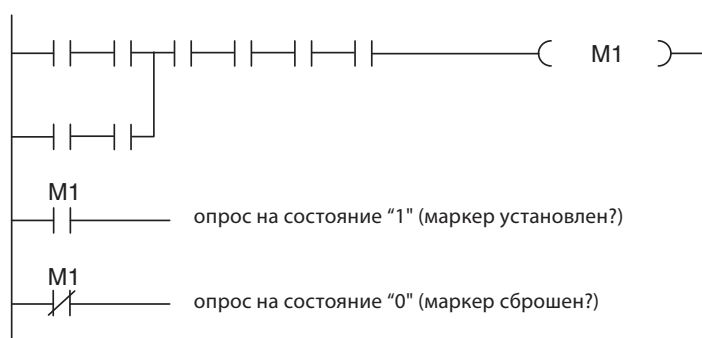 M1
M1
опрос на состояние “1" (маркер установлен?)
M1
опрос на состояние “0" (маркер сброшен?)